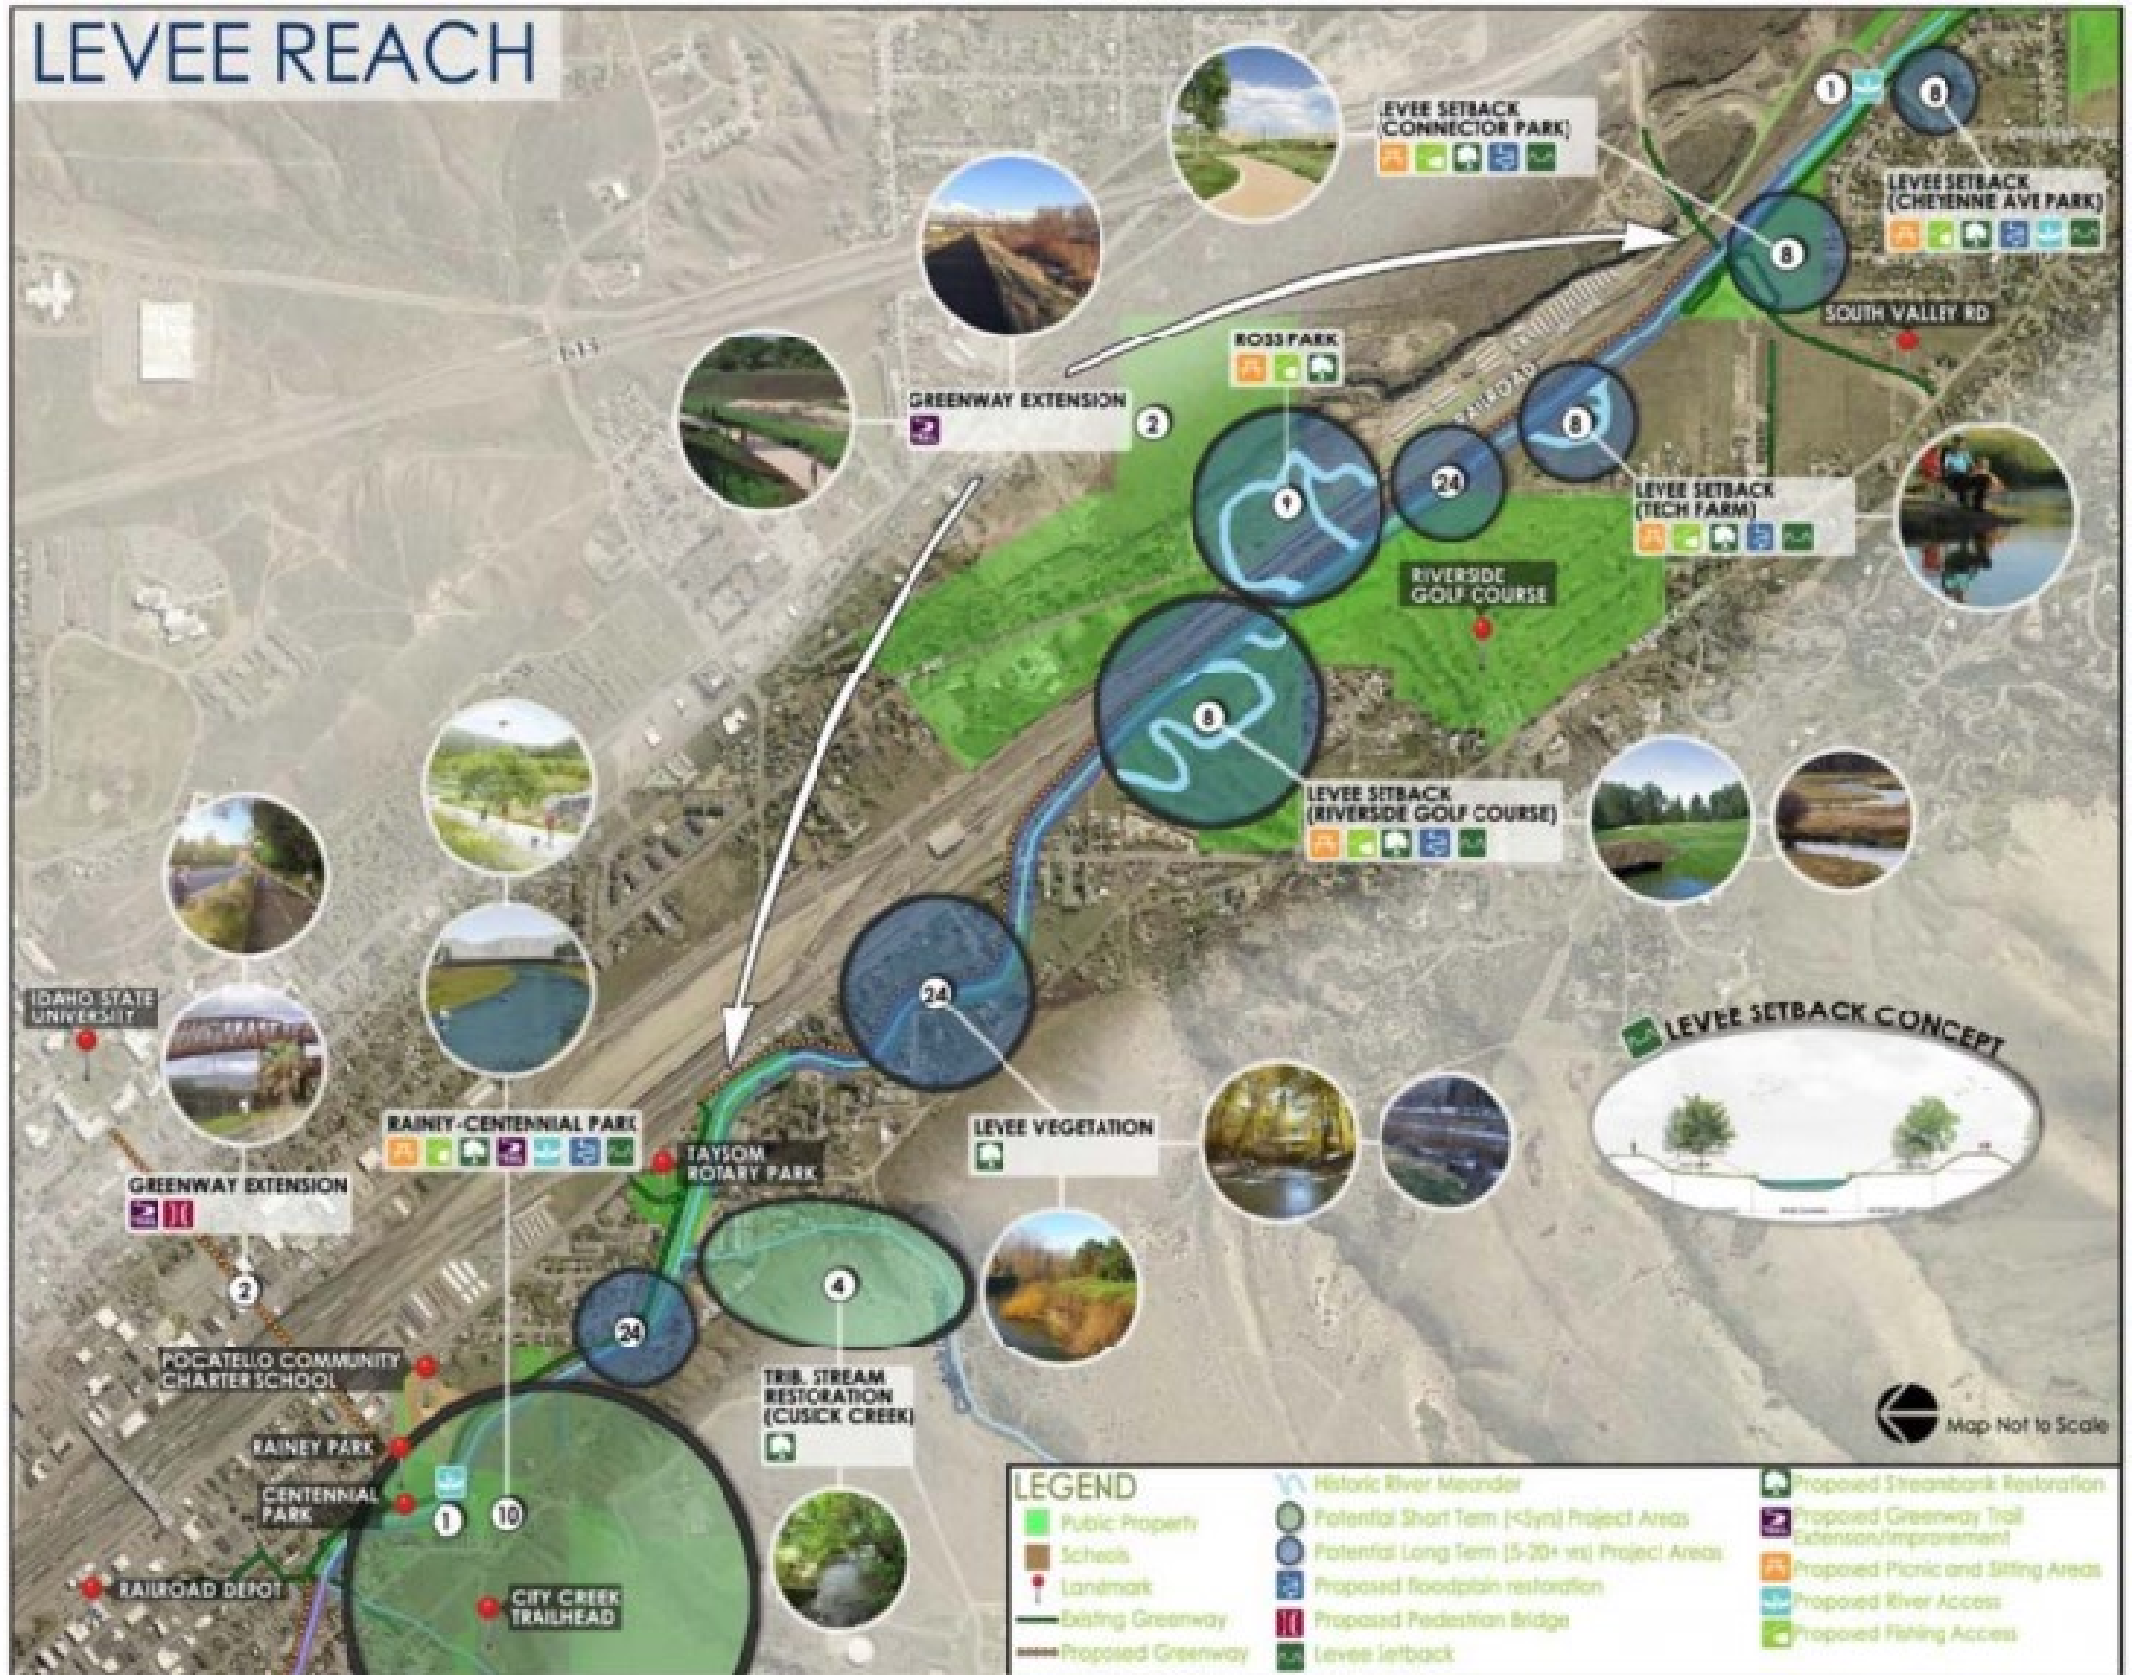 LEVEE REACH
LEVEE SETBACK
(CONNECTOR PARK)
1
8
LEVEE SETBACK
(CHEYENNE AVE PARK)
8
SOUTH VALLEY RD
I-15
ROSS PARK
RAILROAD
GREENWAY EXTENSION
2
8
9
24
LEVEE SETBACK
(TECH FARM)
RIVERSIDE
GOLF COURSE
8
LEVEE SETBACK
(RIVERSIDE GOLF COURSE)
24
IDAHO STATE
UNIVERSITY
LEVEE SETBACK CONCEPT
RAINEY-CENTENNIAL PARK
LEVEE VEGETATION
TAYSOM
ROTARY PARK
GREENWAY EXTENSION
2
4
24
POCATELLO COMMUNITY
CHARTER SCHOOL
TRIB. STREAM
RESTORATION
(CUSICK CREEK)
Map Not to Scale
RAINEY PARK
CENTENNIAL
PARK
1
10
RAILROAD DEPOT
CITY CREEK
TRAILHEAD
LEGEND
Pubic Property
Schools
Landmark
Existing Greenway
Proposed Greenway
Historic River Meander
Potential Short Term (<5yrs) Project Areas
Potential Long Term (5-20+ yrs) Project Areas
Proposed floodplain restoration
Proposed Pedestrian Bridge
Levee Setback
Proposed Streambank Restoration
Proposed Greenway Trail
Extension/Improvement
Proposed Picnic and Sitting Areas
Proposed River Access
Proposed Fishing Access